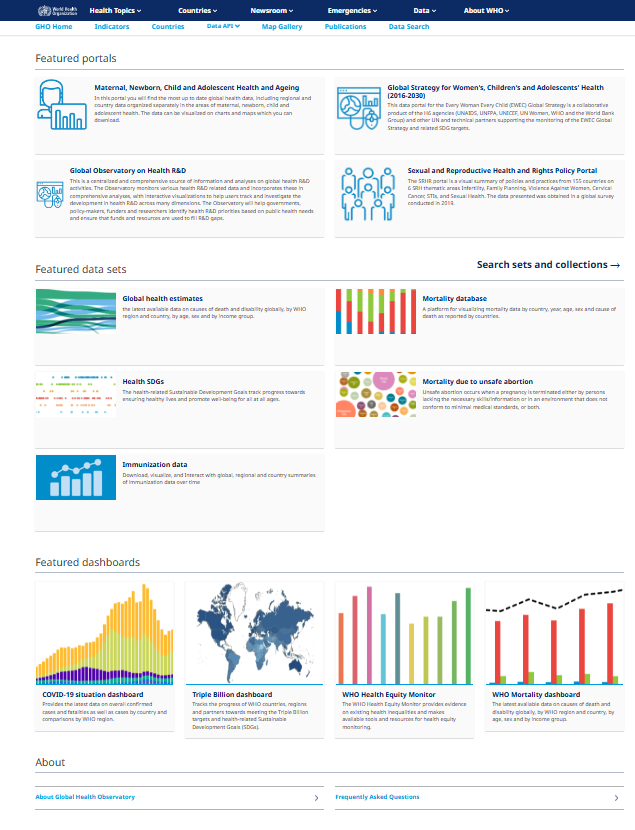 World Health Organization
Health Topics
Countries
Newsroom
Emergencies
Data
About WHO
GHO Home
Indicators
Countries
Data API
Map Gallery
Publications
Data Search
Featured portals
Maternal, Newborn, Child and Adolescent Health and Ageing
In this portal you will find the most up to date global health data, including regional and
country data organized separately in the areas of maternal, newborn, child and
adolescent health. The data can be visualized on charts and maps which you can
download.
Global Strategy for Women's, Children's and Adolescents' Health
(2016-2030)
This data portal for the Every Woman Every Child (EWEC) Global Strategy is a collaborative
product of the H6 agencies (UNAIDS, UNFPA, UNICEF, UN Women, WHO and the World Bank
Group) and other UN and technical partners supporting the monitoring of the EWEC Global
Strategy and related SDG targets.
Global Observatory on Health R&D
This is a centralized and comprehensive source of information and analyses on global health R&D
activities. The Observatory monitors various health R&D related data and incorporates these in
comprehensive analyses, with interactive visualizations to help users track and investigate the
development in health R&D across many dimensions. The Observatory will help governments,
policy-makers, funders and researchers identify health R&D priorities based on public health needs
and ensure that funds and resources are used to fill R&D gaps.
Sexual and Reproductive Health and Rights Policy Portal
The SRHR portal is a visual summary of policies and practices from 155 countries on
6 SRH thematic areas Infertility, Family Planning, Violence Against Women, Cervical
Cancer, STIs, and Sexual Health. The data presented was obtained in a global survey
conducted in 2019.
Featured data sets
Search sets and collections →
Global health estimates
the latest available data on causes of death and disability globally, by WHO
region and country, by age, sex and by income group.
Mortality database
A platform for visualizing mortality data by country, year, age, sex and cause of
death as reported by countries.
Health SDGs
The health-related Sustainable Development Goals track progress towards
ensuring healthy lives and promote well-being for all at all ages.
Mortality due to unsafe abortion
Unsafe abortion occurs when a pregnancy is terminated either by persons
lacking the necessary skills/information or in an environment that does not
conform to minimal medical standards, or both.
Immunization data
Download, visualize, and interact with global, regional and country summaries
of immunization data over time
Featured dashboards
COVID-19 situation dashboard
Provides the latest data on overall confirmed
cases and fatalities as well as cases by country and
comparisons by WHO region.
Triple Billion dashboard
Tracks the progress of WHO countries, regions
and partners towards meeting the Triple Billion
targets and health-related Sustainable
Development Goals (SDGs).
WHO Health Equity Monitor
The WHO Health Equity Monitor provides evidence
on existing health inequalities and makes
available tools and resources for health equity
monitoring.
WHO Mortality dashboard
The latest available data on causes of death and
disability globally, by WHO region and country, by
age, sex and by income group.
About
About Global Health Observatory
Frequently Asked Questions